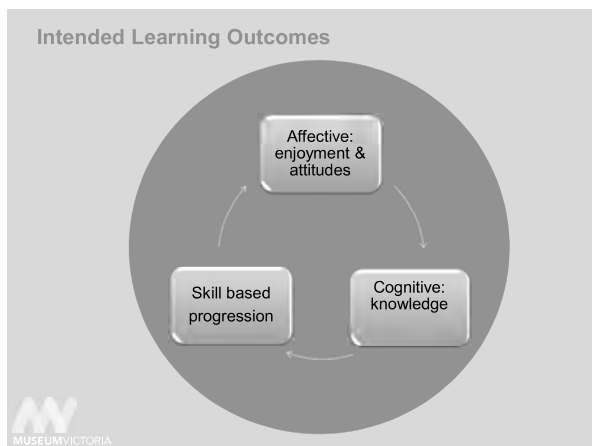 Intended Learning Outcomes
Affective:
enjoyment &
attitudes
Skill based
progression
Cognitive:
knowledge
MUSEUMVICTORIA